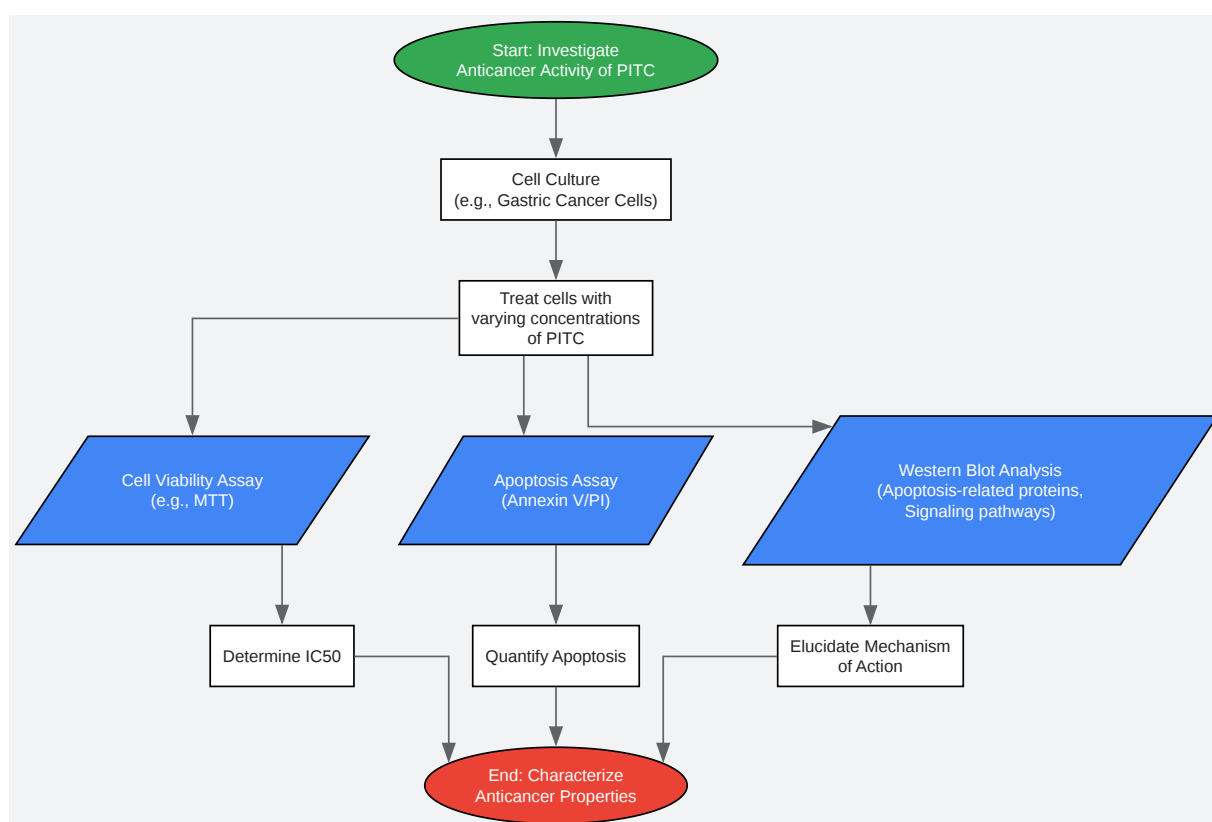 Start: Investigate
Anticancer Activity of PITC
Cell Culture
(e.g., Gastric Cancer Cells)
Treat cells with
varying concentrations
of PITC
Cell Viability Assay
(e.g., MTT)
Apoptosis Assay
(Annexin V/PI)
Western Blot Analysis
(Apoptosis-related proteins,
Signaling pathways)
Determine IC50
Quantify Apoptosis
Elucidate Mechanism
of Action
End: Characterize
Anticancer Properties